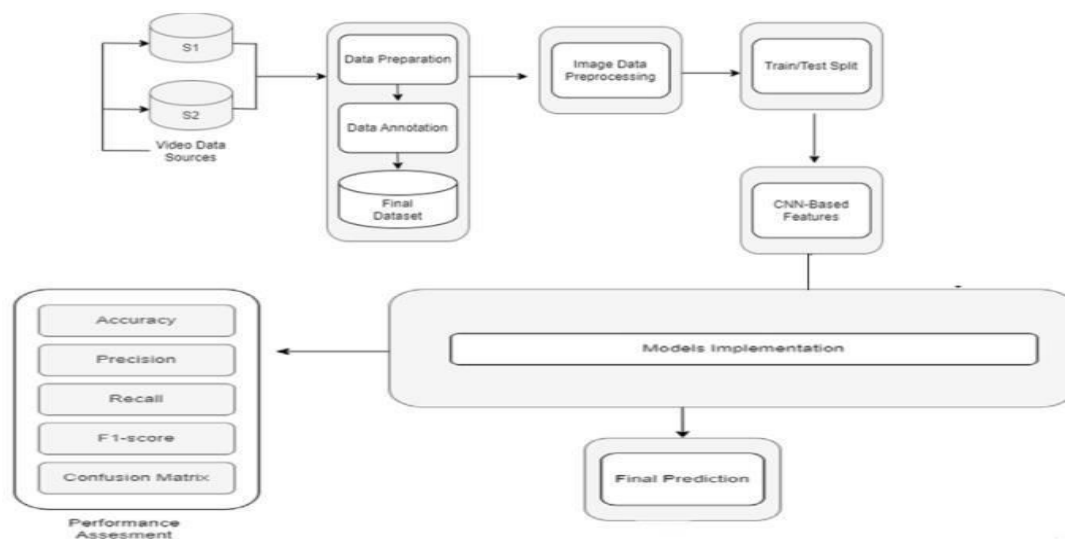 S1
S2
Video Data
Sources
Data Preparation
Data Annotation
Final
Dataset
Image Data
Preprocessing
Train/Test Split
CNN-Based
Features
Models Implementation
Final Prediction
Accuracy
Precision
Recall
F1-score
Confusion Matrix
Performance
Assesment